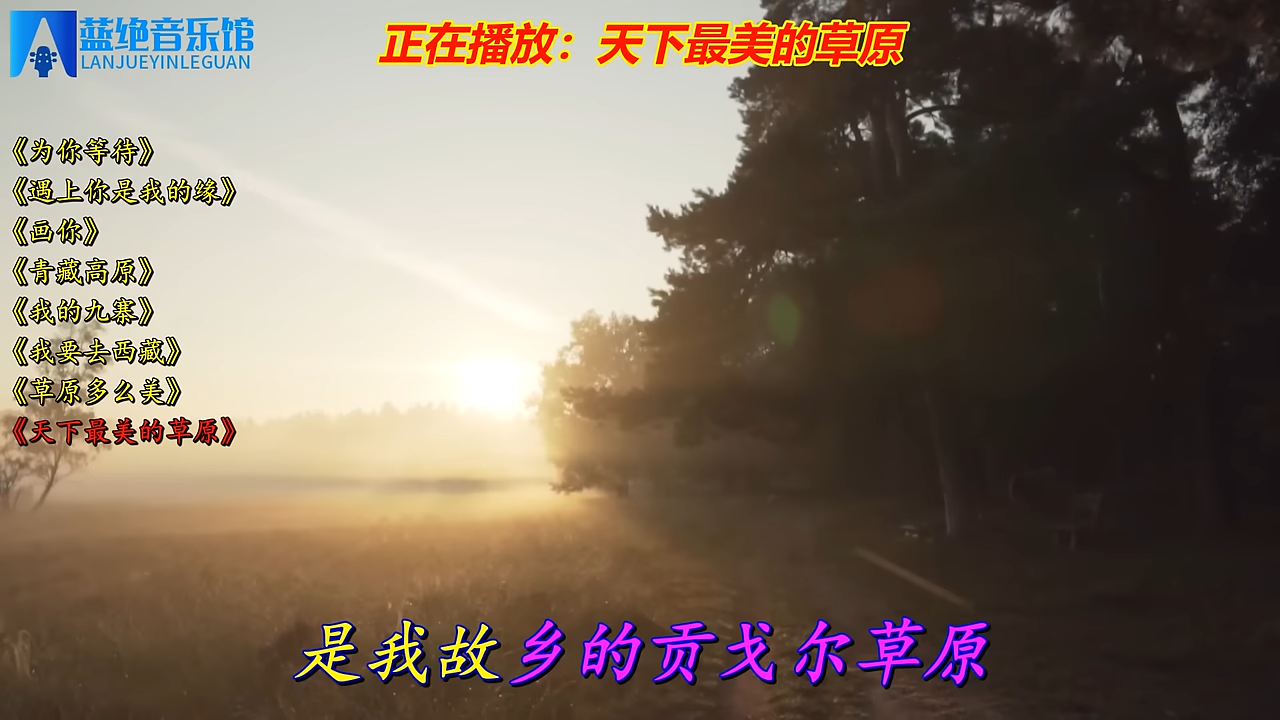 蓝绝音乐馆
LANJUEYINLEGUAN
正在播放：天下最美的草原
《为你等待》
《遇上你是我的缘》
《画你》
《青藏高原》
《我的九寨》
《我要去西藏》
《草原多么美》
《天下最美的草原》
是我故乡的贡戈尔草原